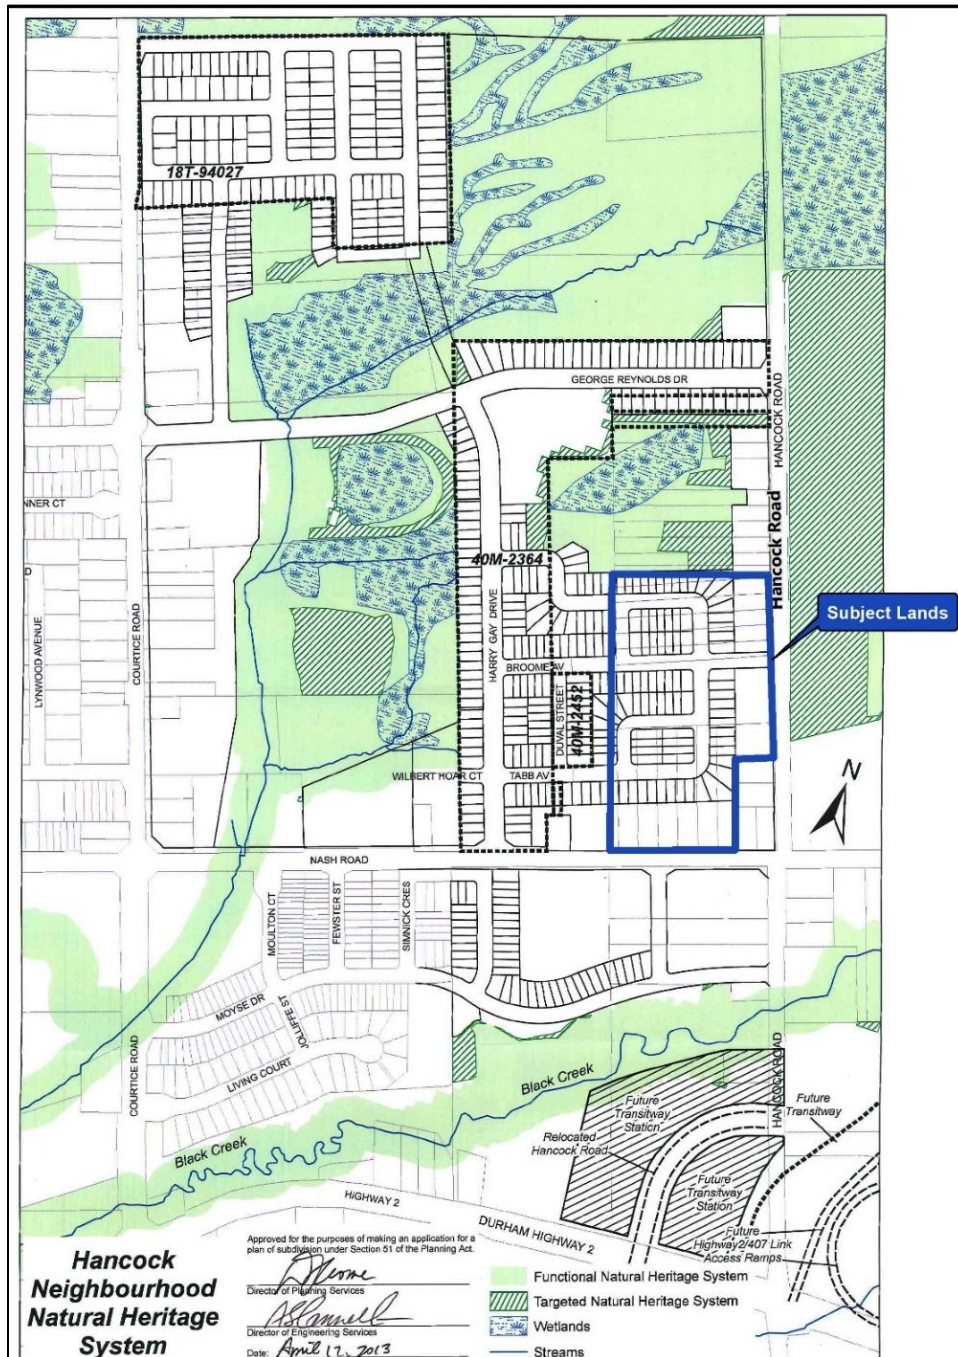 18T-94027
GEORGE REYNOLDS DR
HANCOCK ROAD
Hancock Road
NNER CT
D
LYNWOOD AVENUE
COURTICE ROAD
40M-2364
HARRY GAY DRIVE
BROOME AV
DUVAL STREET
40M-2452
Subject Lands
WILBERT HOAR CT
TABB AV
N
NASH ROAD
MOULTON CT
FEWSTER ST
SIMNICK CRES
MOYSE DR
JOLLIFFE ST
LIVING COURT
COURTICE ROAD
Black Creek
Black Creek
HANCOCK ROAD
Future
Transitway
Station
Future
Transitway
Relocated
Hancock Road
Future
Transitway
Station
Future
Highway2/407 Link
Access Ramps
HIGHWAY 2
DURHAM HIGHWAY 2
Hancock
Neighbourhood
Natural Heritage
System
Approved for the purposes of making an application for a
plan of subdivision under Section 51 of the Planning Act.
Director of Planning Services
Director of Engineering Services
Date: April 12, 2013
Functional Natural Heritage System
Targeted Natural Heritage System
Wetlands
Streams